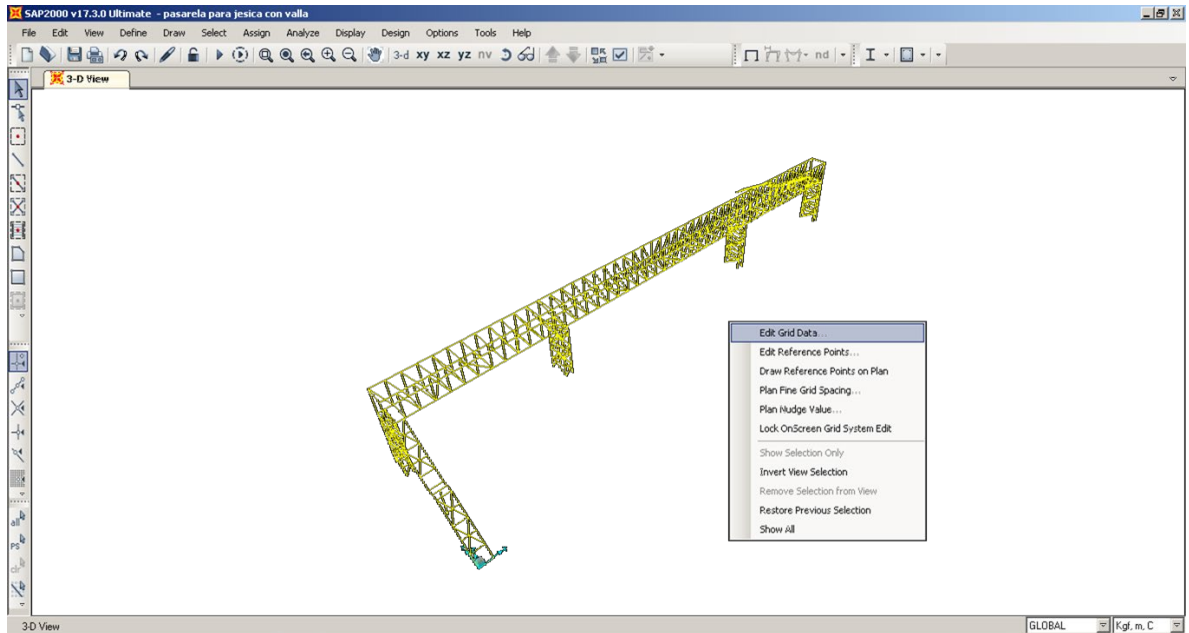 SAP2000 v17.3.0 Ultimate - pasarela para jesica con valla
File Edit View Define Draw Select Assign Analyze Display Design Options Tools Help
3-d xy xz yz nv nd
3-D View
Edit Grid Data...
Edit Reference Points...
Draw Reference Points on Plan
Plan Fine Grid Spacing...
Plan Nudge Value...
Lock OnScreen Grid System Edit
Show Selection Only
Invert View Selection
Remove Selection from View
Restore Previous Selection
Show All
all
PS
clr
3-D View GLOBAL Kgf, m, C